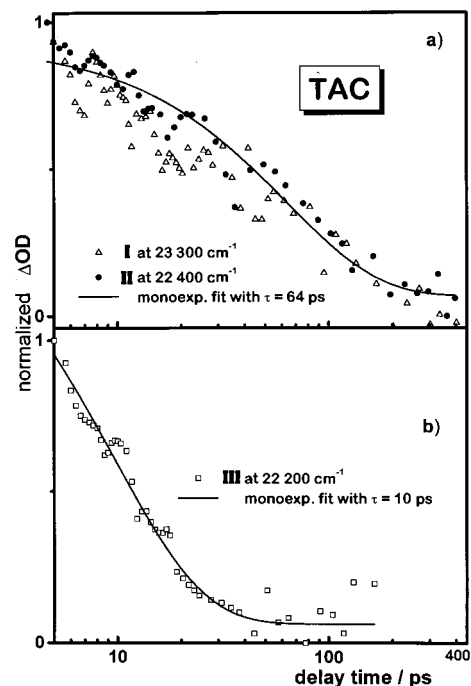 1
a)
TAC
I at 23 300 cm⁻¹
II at 22 400 cm⁻¹
monoexp. fit with τ = 64 ps
normalized ΔOD
0
1
b)
III at 22 200 cm⁻¹
monoexp. fit with τ = 10 ps
0
10
100
400
delay time / ps